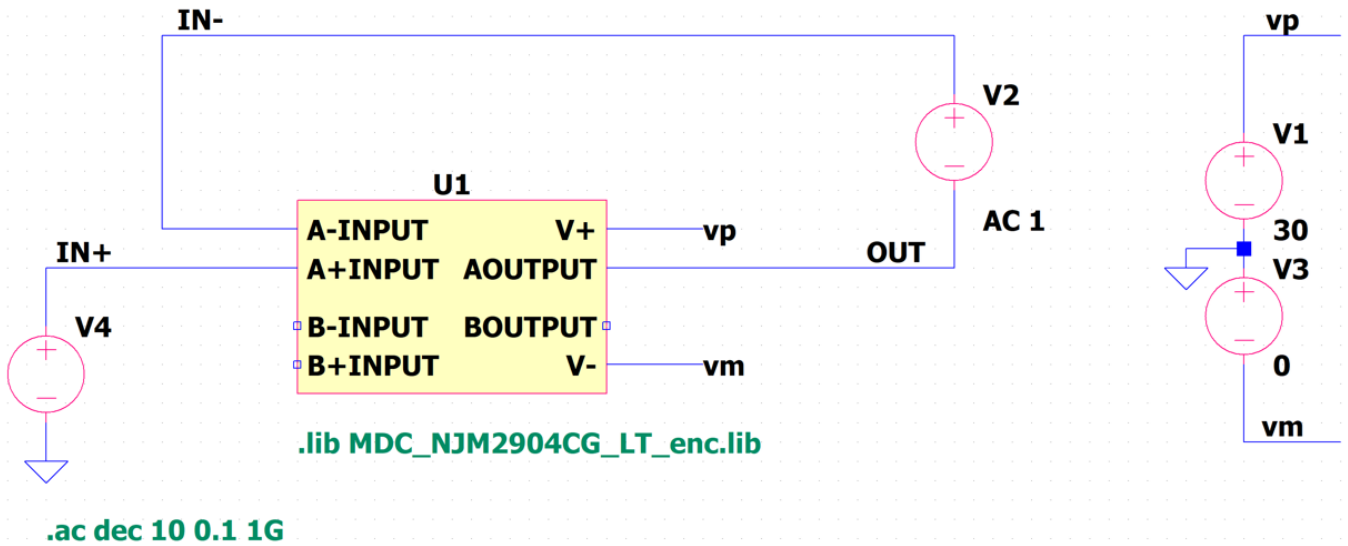 IN-
vp
V2
V1
U1
A-INPUT V+ vp
AC 1
30
IN+
A+INPUT AOUTPUT OUT
V3
V4
B-INPUT BOUTPUT
B+INPUT V- vm
0
vm
.lib MDC_NJM2904CG_LT_enc.lib
.ac dec 10 0.1 1G